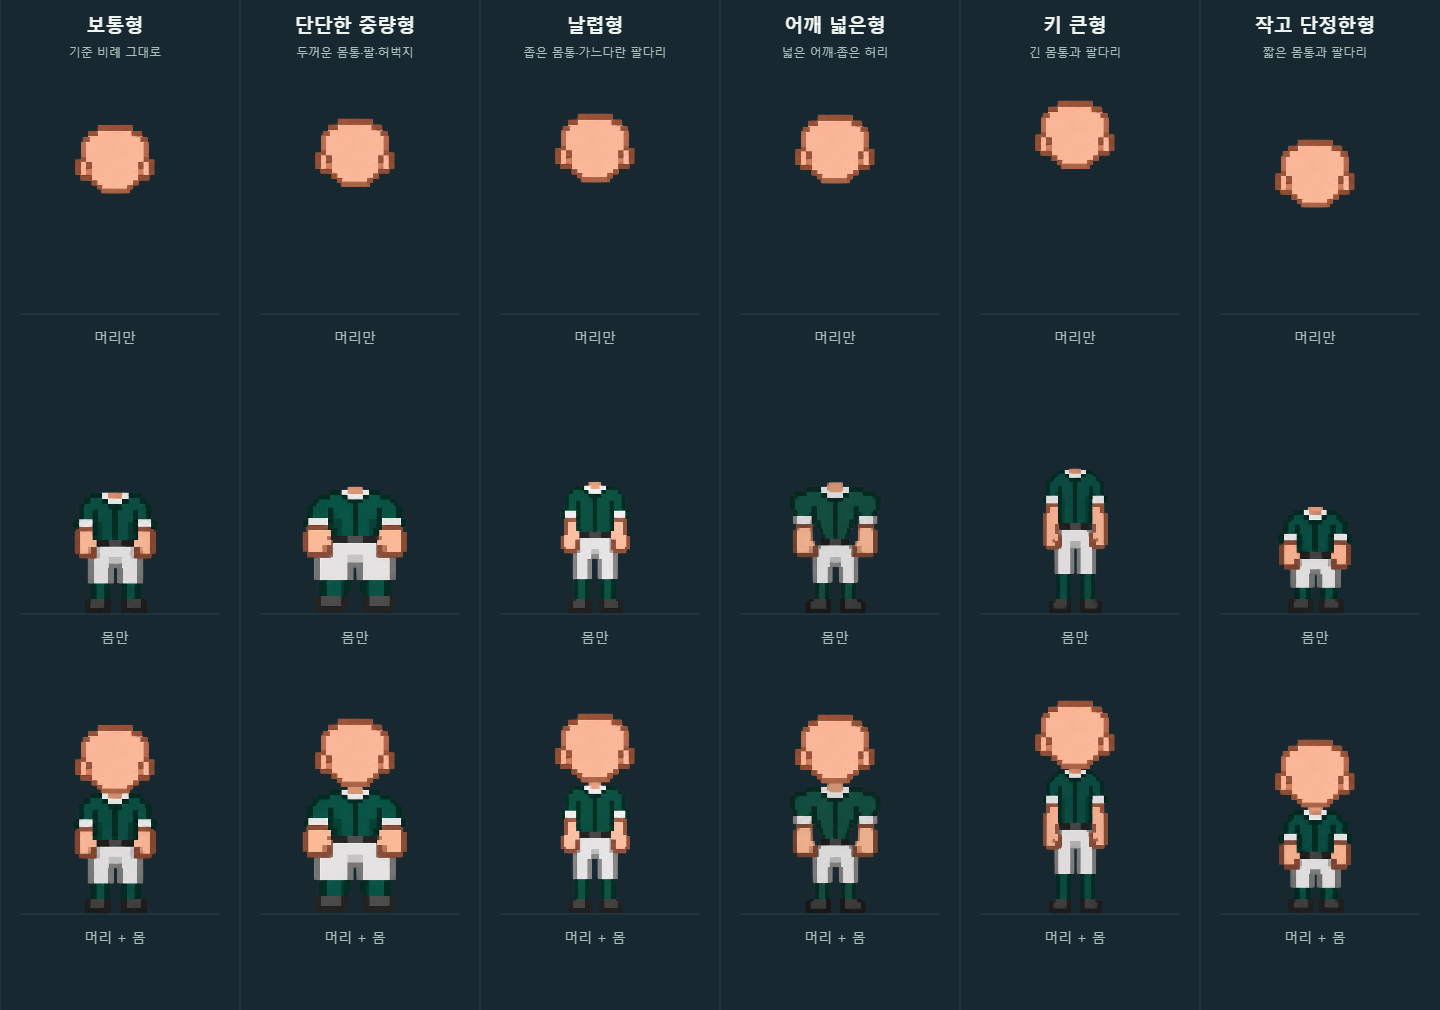 보통형
기준 비례 그대로
단단한 중량형
두꺼운 몸통·팔·허벅지
날렵형
좁은 몸통·가느다란 팔다리
어깨 넓은형
넓은 어깨·좁은 허리
키 큰형
긴 몸통과 팔다리
작고 단정한형
짧은 몸통과 팔다리
머리만
머리만
머리만
머리만
머리만
머리만
몸만
몸만
몸만
몸만
몸만
몸만
머리 + 몸
머리 + 몸
머리 + 몸
머리 + 몸
머리 + 몸
머리 + 몸